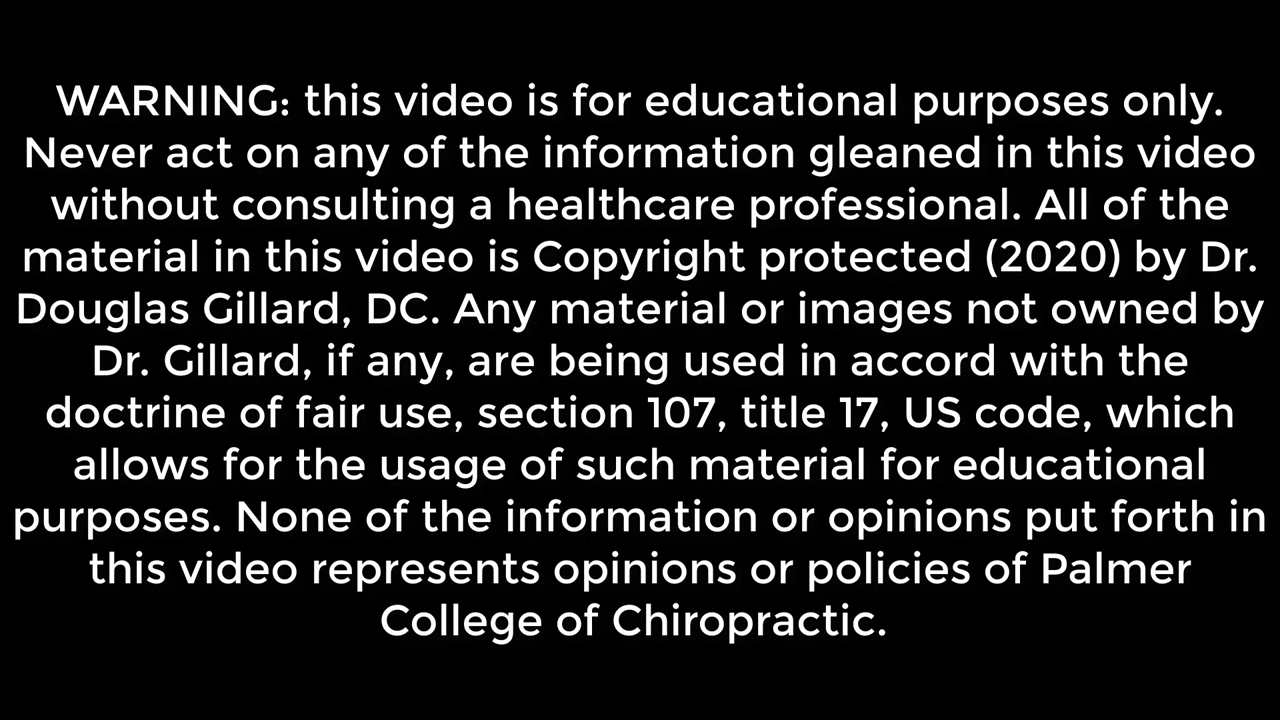 WARNING: this video is for educational purposes only.
Never act on any of the information gleaned in this video
without consulting a healthcare professional. All of the
material in this video is Copyright protected (2020) by Dr.
Douglas Gillard, DC. Any material or images not owned by
Dr. Gillard, if any, are being used in accord with the
doctrine of fair use, section 107, title 17, US code, which
allows for the usage of such material for educational
purposes. None of the information or opinions put forth in
this video represents opinions or policies of Palmer
College of Chiropractic.